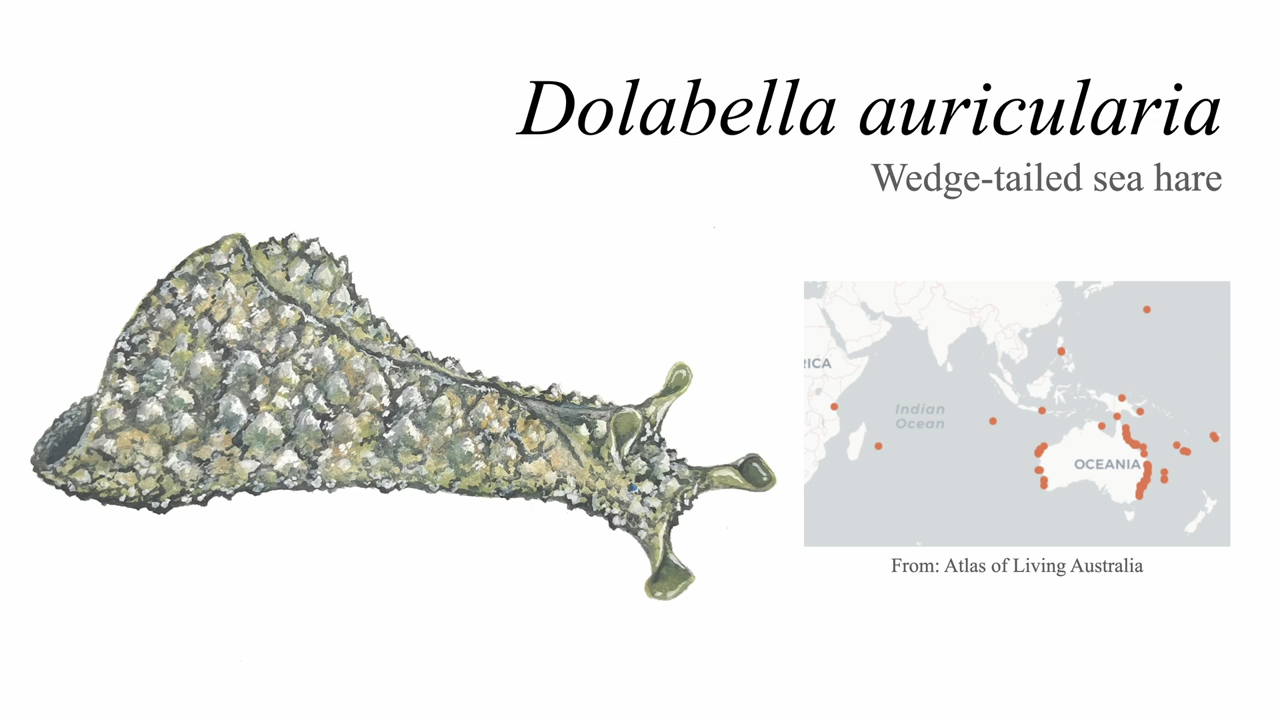 Dolabella auricularia
Wedge-tailed sea hare
RICA
Indian
Ocean
OCEANIA
From: Atlas of Living Australia